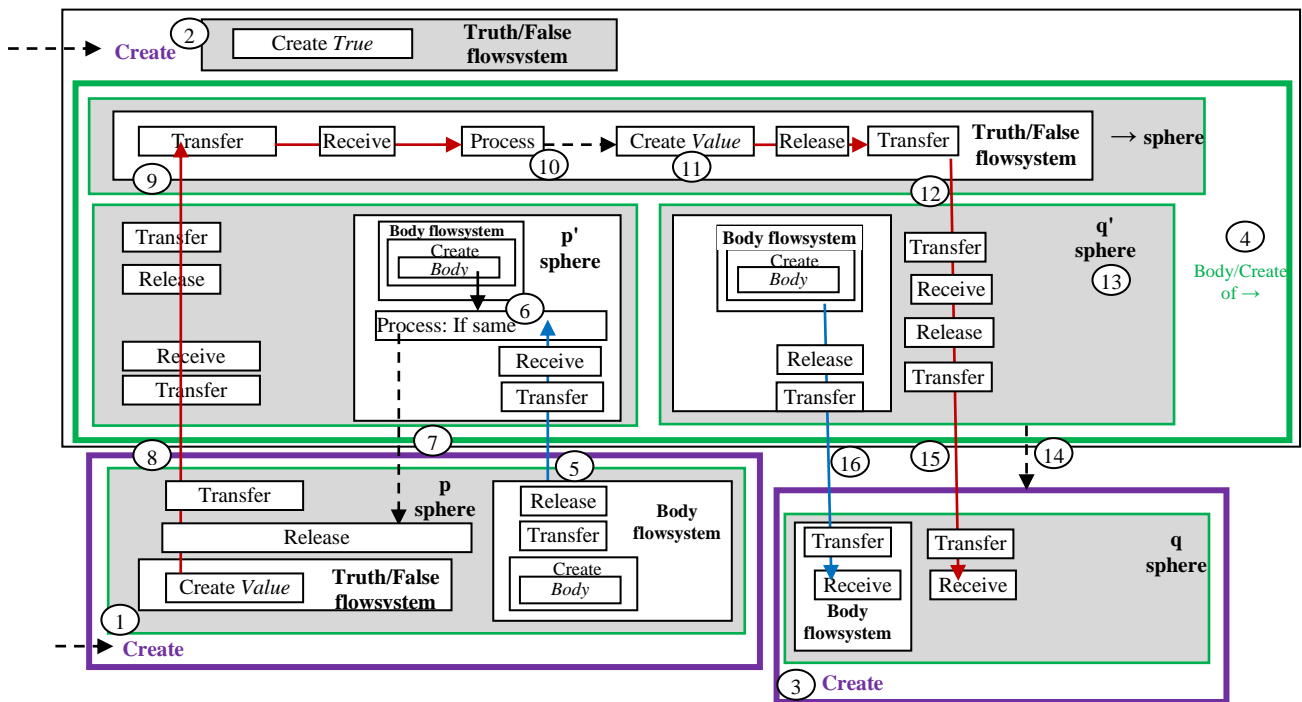 2
Create
Create True
Truth/False
flowsystem
Transfer
Receive
Process
Create Value
Release
Transfer
Truth/False
flowsystem
→ sphere
9
10
11
12
Transfer
Release
Receive
Transfer
Body flowsystem
Create
Body
p'
sphere
6
Process: If same
Receive
Transfer
Body flowsystem
Create
Body
Release
Transfer
Transfer
Receive
Release
Transfer
q'
sphere
13
4
Body/Create
of →
8
7
5
16
15
14
Transfer
p
sphere
Release
Create Value
Truth/False
flowsystem
Release
Transfer
Create
Body
Body
flowsystem
1
Create
Transfer
Receive
Body
flowsystem
Transfer
Receive
q
sphere
3
Create